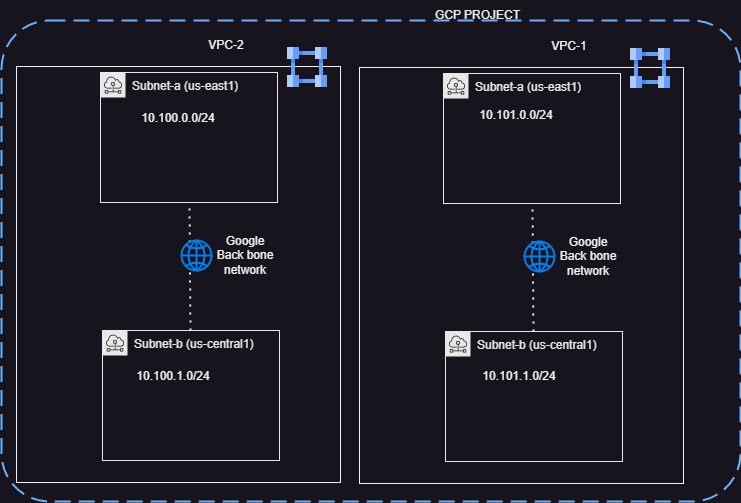 GCP PROJECT
VPC-2
Subnet-a (us-east1)
10.100.0.0/24
Google
Back bone
network
Subnet-b (us-central1)
10.100.1.0/24
VPC-1
Subnet-a (us-east1)
10.101.0.0/24
Google
Back bone
network
Subnet-b (us-central1)
10.101.1.0/24